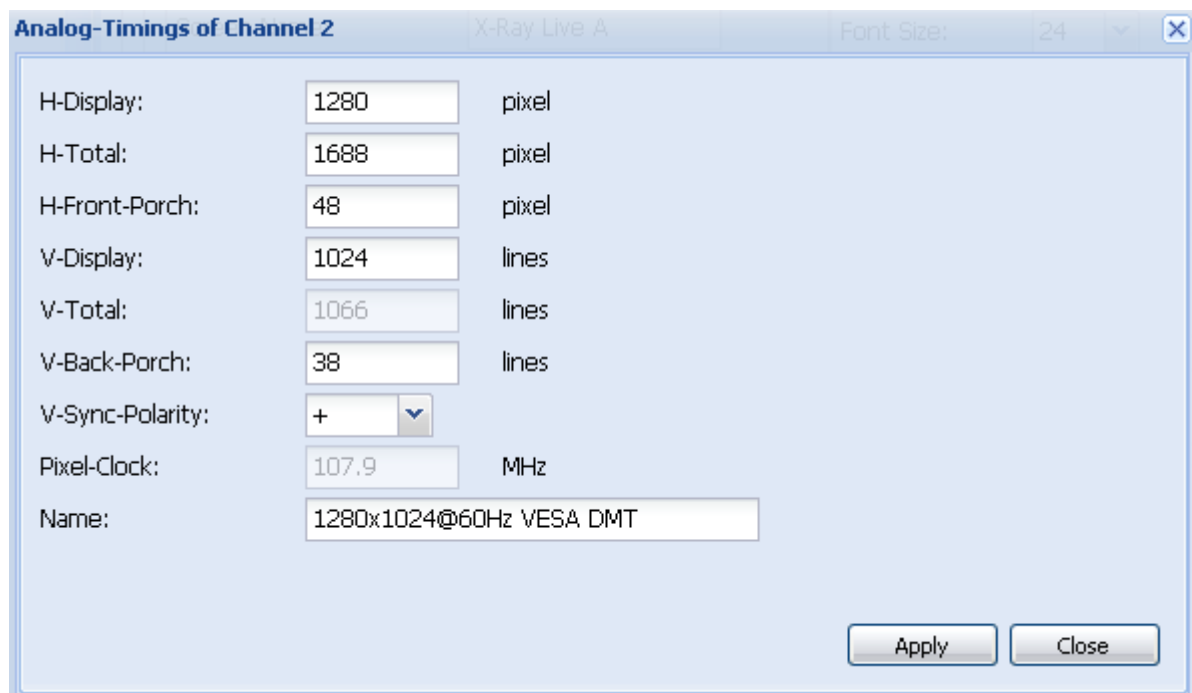 Analog-Timings of Channel 2 X-Ray Live A Font Size: 24
H-Display: 1280 pixel
H-Total: 1688 pixel
H-Front-Porch: 48 pixel
V-Display: 1024 lines
V-Total: 1066 lines
V-Back-Porch: 38 lines
V-Sync-Polarity: +
Pixel-Clock: 107.9 MHz
Name: 1280x1024@60Hz VESA DMT
Apply Close